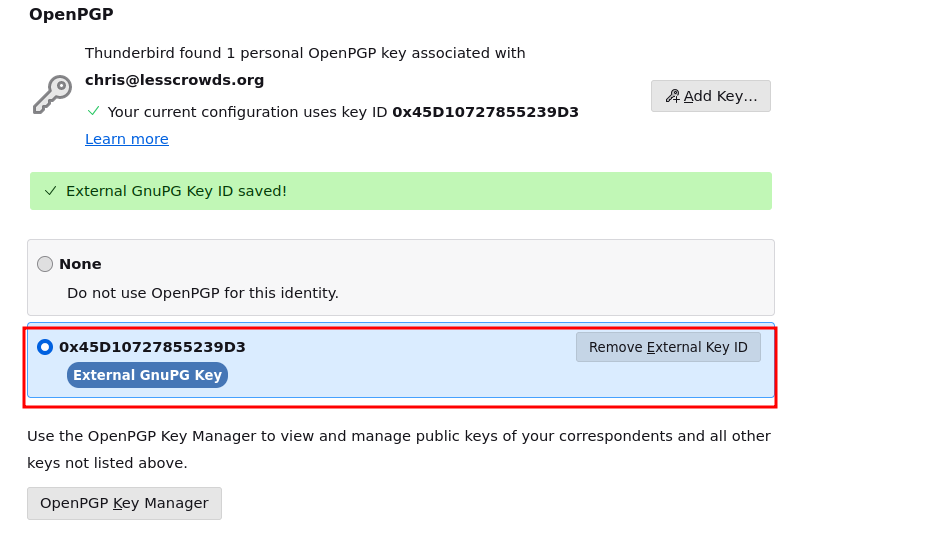 OpenPGP
Thunderbird found 1 personal OpenPGP key associated with
chris@lesscrowds.org
Your current configuration uses key ID 0x45D10727855239D3
Learn more
Add Key...
External GnuPG Key ID saved!
None
Do not use OpenPGP for this identity.
0x45D10727855239D3
Remove External Key ID
External GnuPG Key
Use the OpenPGP Key Manager to view and manage public keys of your correspondents and all other
keys not listed above.
OpenPGP Key Manager